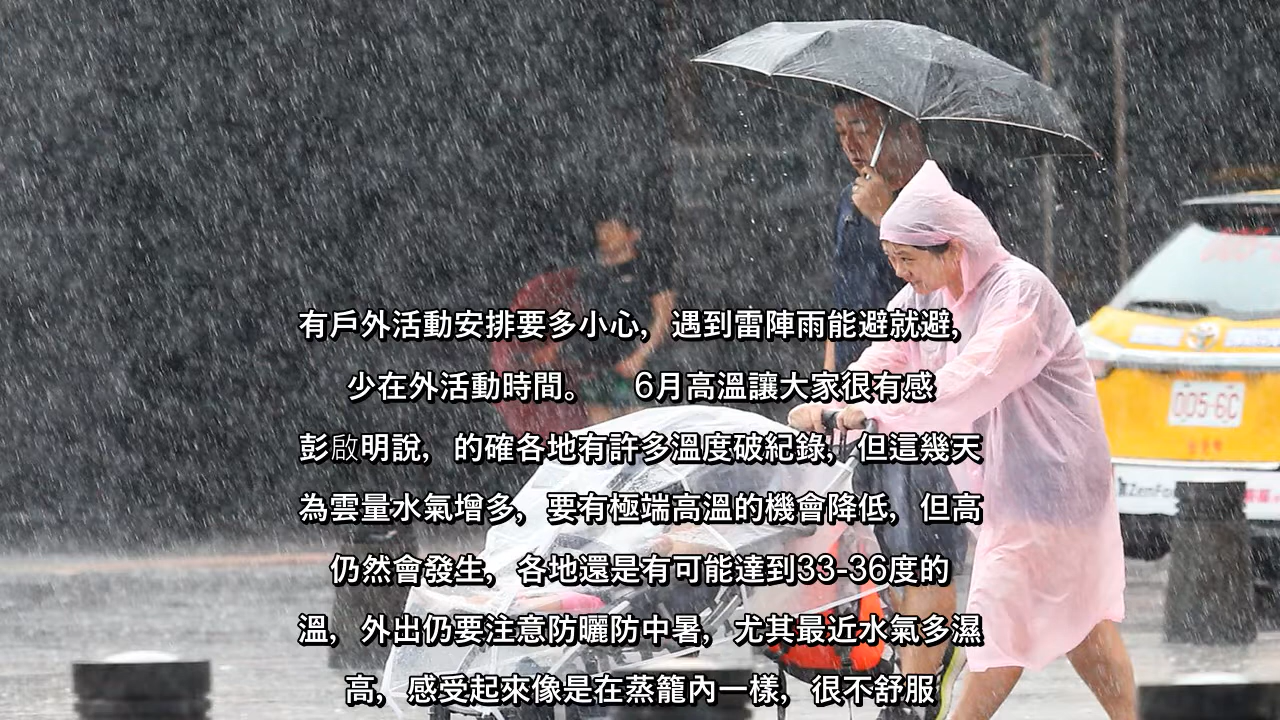 有戶外活動安排要多小心，遇到雷陣雨能避就避，
少在外活動時間。　6月高溫讓大家很有感
彭啟明說，的確各地有許多溫度破紀錄，但這幾天
為雲量水氣增多，要有極端高溫的機會降低，但高
仍然會發生，各地還是有可能達到33-36度的
溫，外出仍要注意防曬防中暑，尤其最近水氣多濕
高，感受起來像是在蒸籠內一樣，很不舒服
005-6C